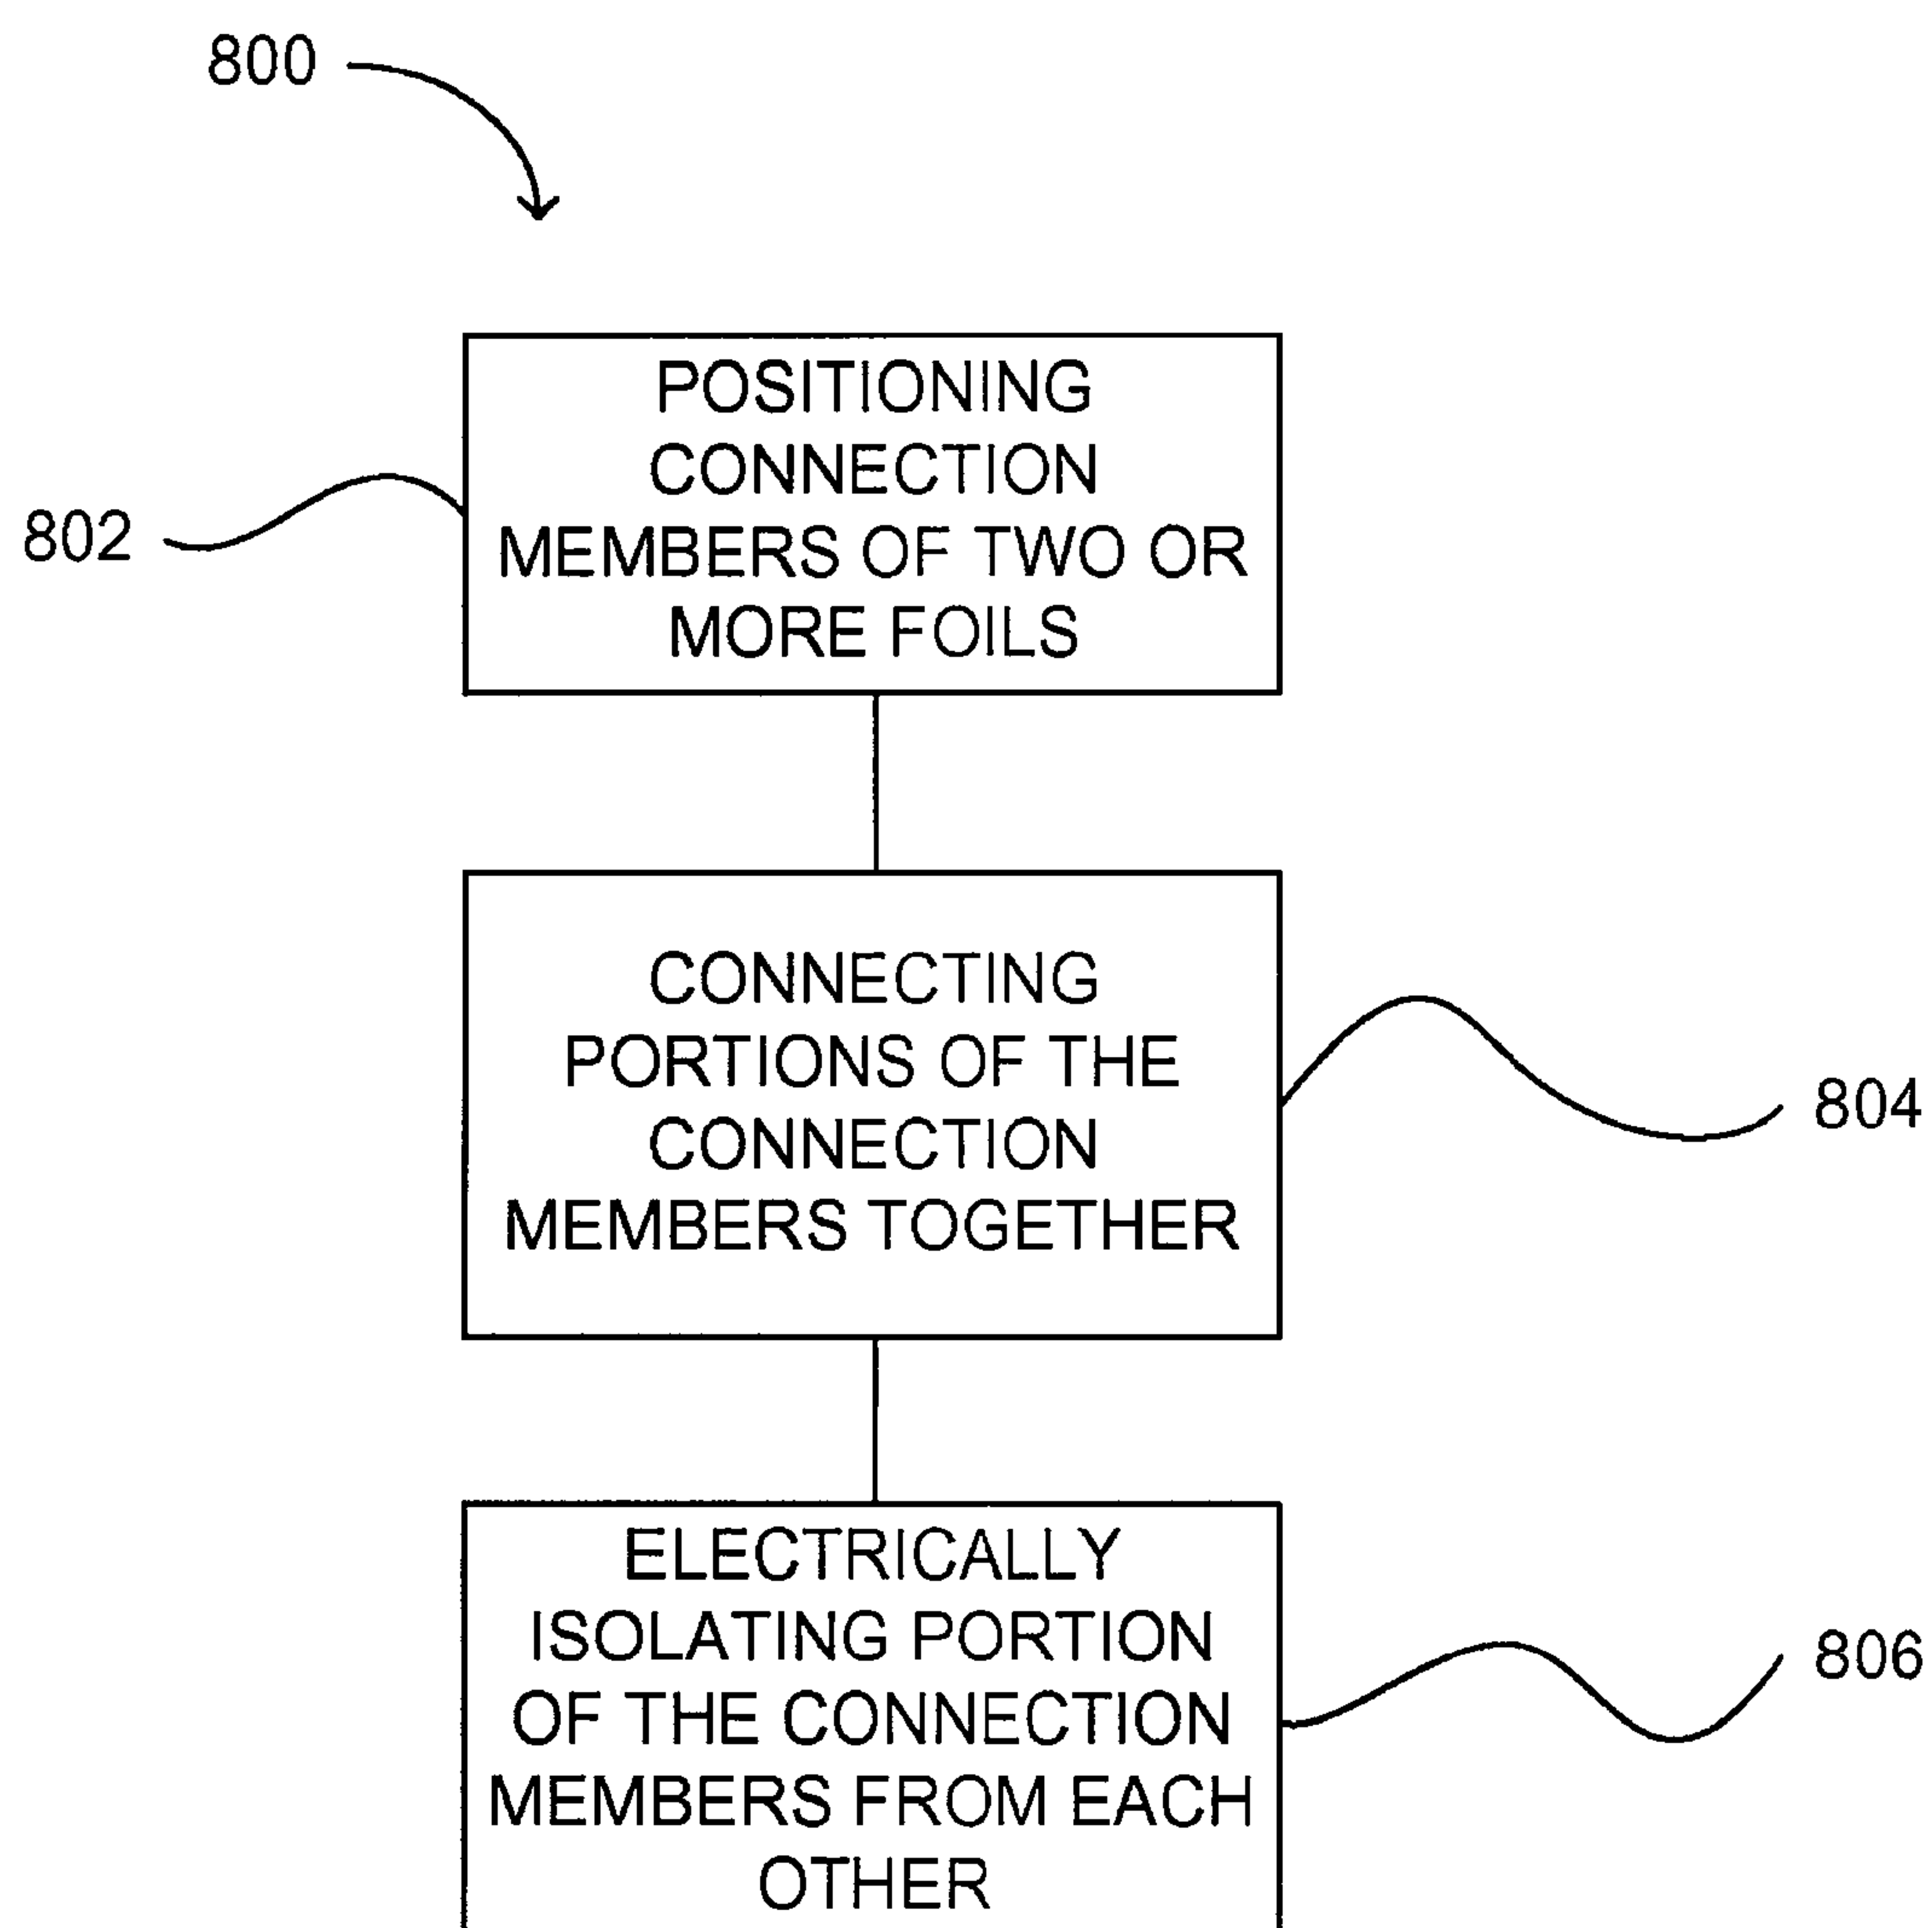 800
POSITIONING
CONNECTION
802
MEMBERS OF TWO OR
MORE FOILS
CONNECTING
PORTIONS OF THE
804
CONNECTION
MEMBERS TOGETHER
ELECTRICALLY
ISOLATING PORTION
806
OF THE CONNECTION
MEMBERS FROM EACH
OTHER